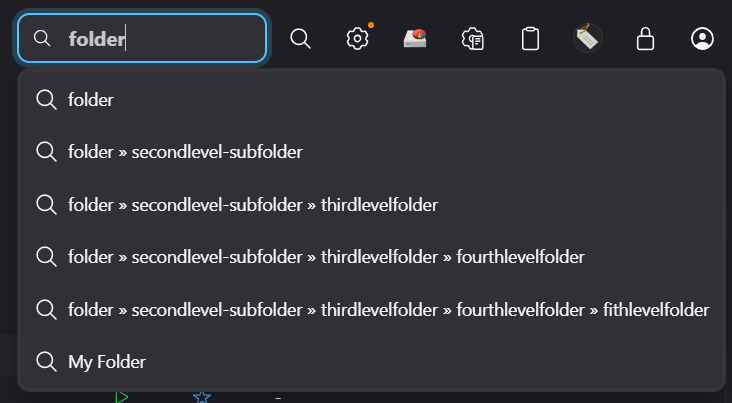 folder
folder
folder » secondlevel-subfolder
folder » secondlevel-subfolder » thirdlevelfolder
folder » secondlevel-subfolder » thirdlevelfolder » fourthlevelfolder
folder » secondlevel-subfolder » thirdlevelfolder » fourthlevelfolder » fithlevelfolder
My Folder